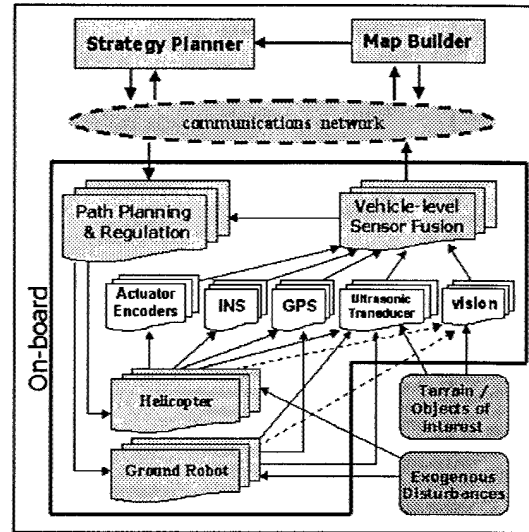 Strategy Planner
Map Builder
communications network
Path Planning
& Regulation
Vehicle-level
Sensor Fusion
Actuator
Encoders
INS
GPS
Ultrasonic
Tranducer
vision
On-board
Helicopter
Terrain /
Objects of
Interest
Ground Robot
Exogenous
Disturbances